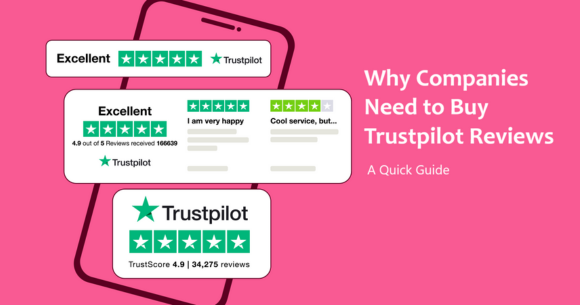 Excellent Trustpilot
Excellent
4.9 out of 5 Reviews received 166639
Trustpilot
I am very happy
Cool service, but...
Trustpilot
TrustScore 4.9 | 34,275 reviews
Why Companies
Need to Buy
Trustpilot Reviews
A Quick Guide